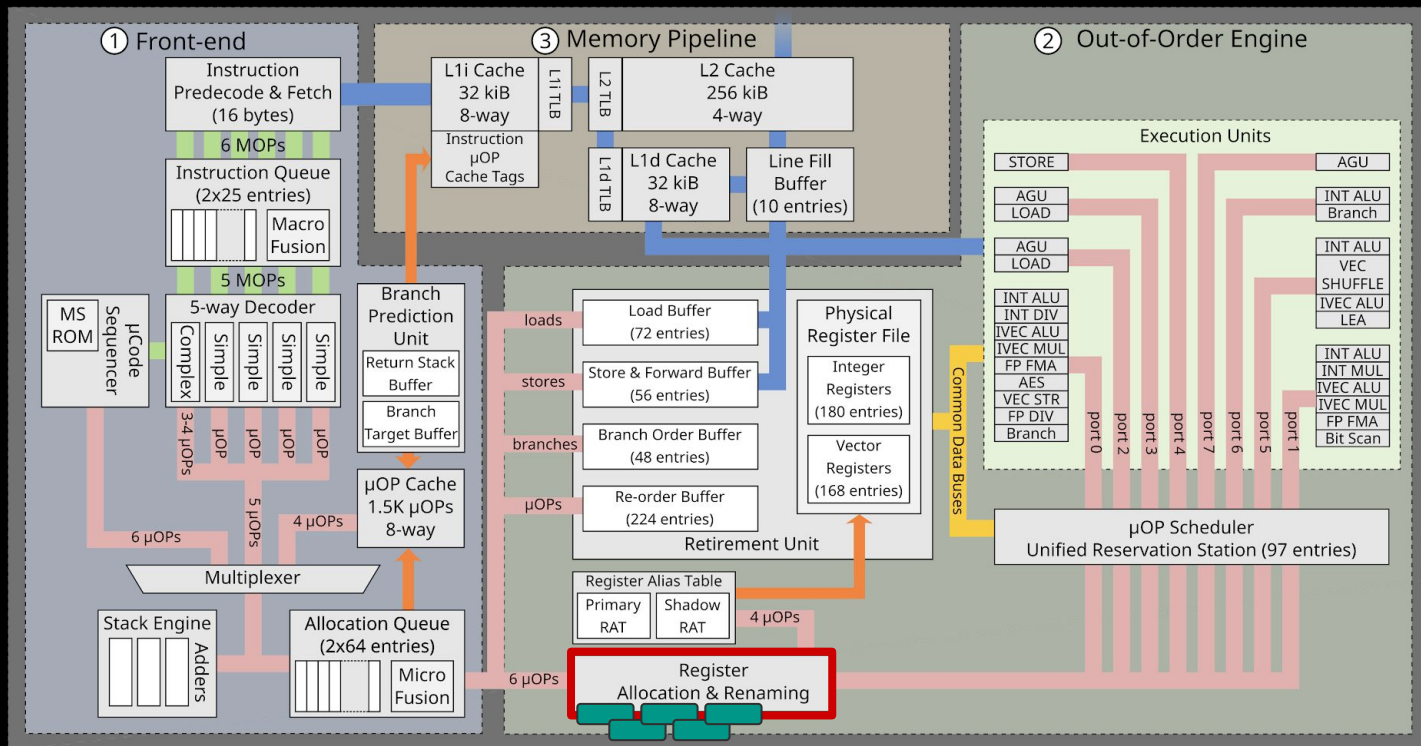 ① Front-end
Instruction
Predecode & Fetch
(16 bytes)
6 MOPs
Instruction Queue
(2x25 entries)
Macro
Fusion
5 MOPs
5-way Decoder
Complex
Simple
Simple
Simple
Simple
MS
ROM
µCode
Sequencer
3-4 µOPs
µOP
µOP
µOP
µOP
5 µOPs
6 µOPs
4 µOPs
Branch
Prediction
Unit
Return Stack
Buffer
Branch
Target Buffer
µOP Cache
1.5K µOPs
8-way
Multiplexer
Stack Engine
Adders
Allocation Queue
(2x64 entries)
Micro
Fusion
③ Memory Pipeline
L1i Cache
32 kiB
8-way
L1i TLB
Instruction
µOP
Cache Tags
L2 TLB
L2 Cache
256 kiB
4-way
L1d TLB
L1d Cache
32 kiB
8-way
Line Fill
Buffer
(10 entries)
② Out-of-Order Engine
Execution Units
STORE
AGU
LOAD
AGU
LOAD
INT ALU
INT DIV
IVEC ALU
IVEC MUL
FP FMA
AES
VEC STR
FP DIV
Branch
AGU
INT ALU
Branch
INT ALU
VEC
SHUFFLE
IVEC ALU
LEA
INT ALU
INT MUL
IVEC ALU
IVEC MUL
FP FMA
Bit Scan
port 0
port 2
port 3
port 4
port 7
port 6
port 5
port 1
Common Data Buses
µOP Scheduler
Unified Reservation Station (97 entries)
loads
Load Buffer
(72 entries)
stores
Store & Forward Buffer
(56 entries)
branches
Branch Order Buffer
(48 entries)
µOPs
Re-order Buffer
(224 entries)
Physical
Register File
Integer
Registers
(180 entries)
Vector
Registers
(168 entries)
Retirement Unit
Register Alias Table
Primary
RAT
Shadow
RAT
4 µOPs
6 µOPs
Register
Allocation & Renaming